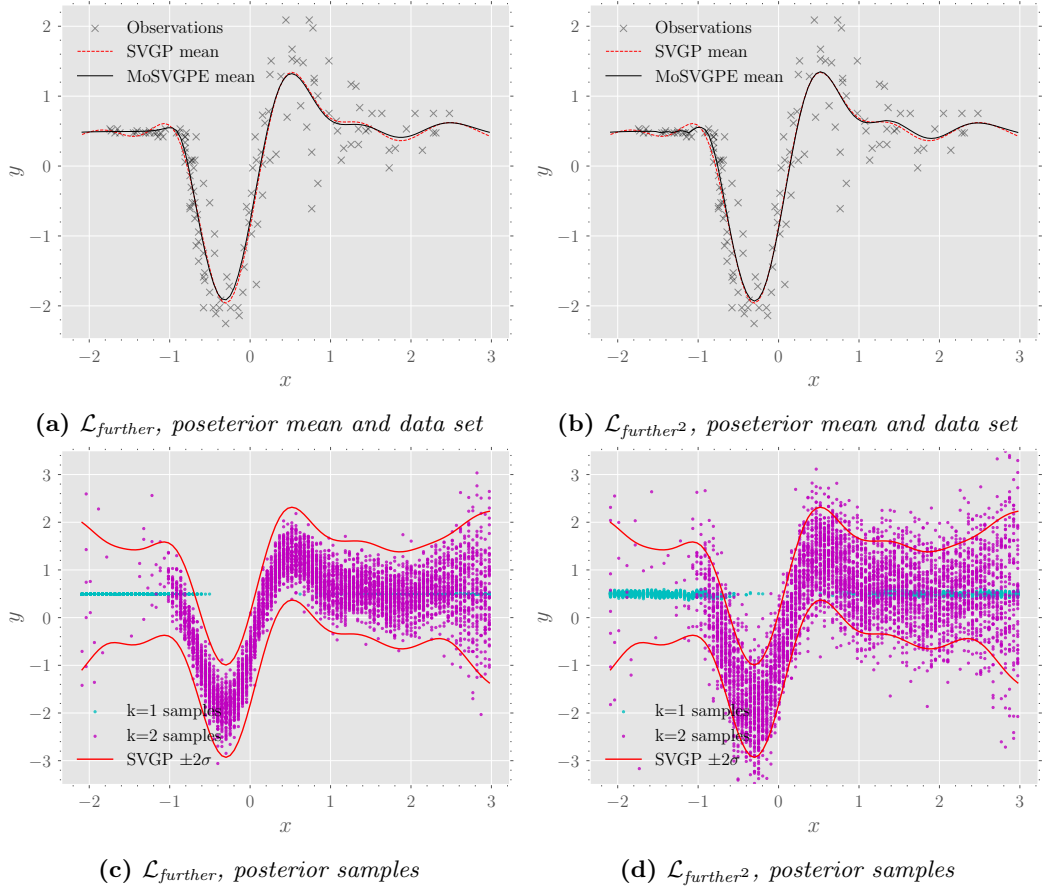 2
1
0
−1
−2
y
Observations
SVGP mean
MoSVGPE mean
−2 −1 0 1 2 3
x
2
1
0
−1
−2
y
Observations
SVGP mean
MoSVGPE mean
−2 −1 0 1 2 3
x
(a) ℒfurther, poseterior mean and data set
(b) ℒfurther², poseterior mean and data set
3
2
1
0
−1
−2
−3
y
k=1 samples
k=2 samples
SVGP ±2σ
−2 −1 0 1 2 3
x
3
2
1
0
−1
−2
−3
y
k=1 samples
k=2 samples
SVGP ±2σ
−2 −1 0 1 2 3
x
(c) ℒfurther, posterior samples
(d) ℒfurther², posterior samples